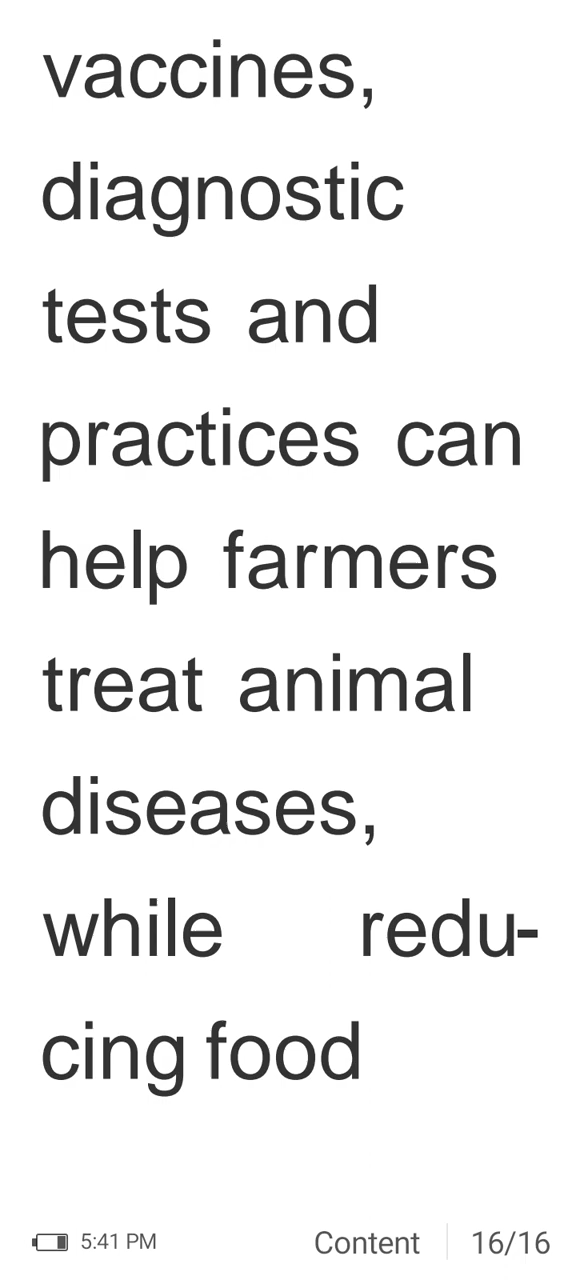 vaccines,
diagnostic
tests and
practices can
help farmers
treat animal
diseases,
while redu-
cing food
5:41 PM Content 16/16